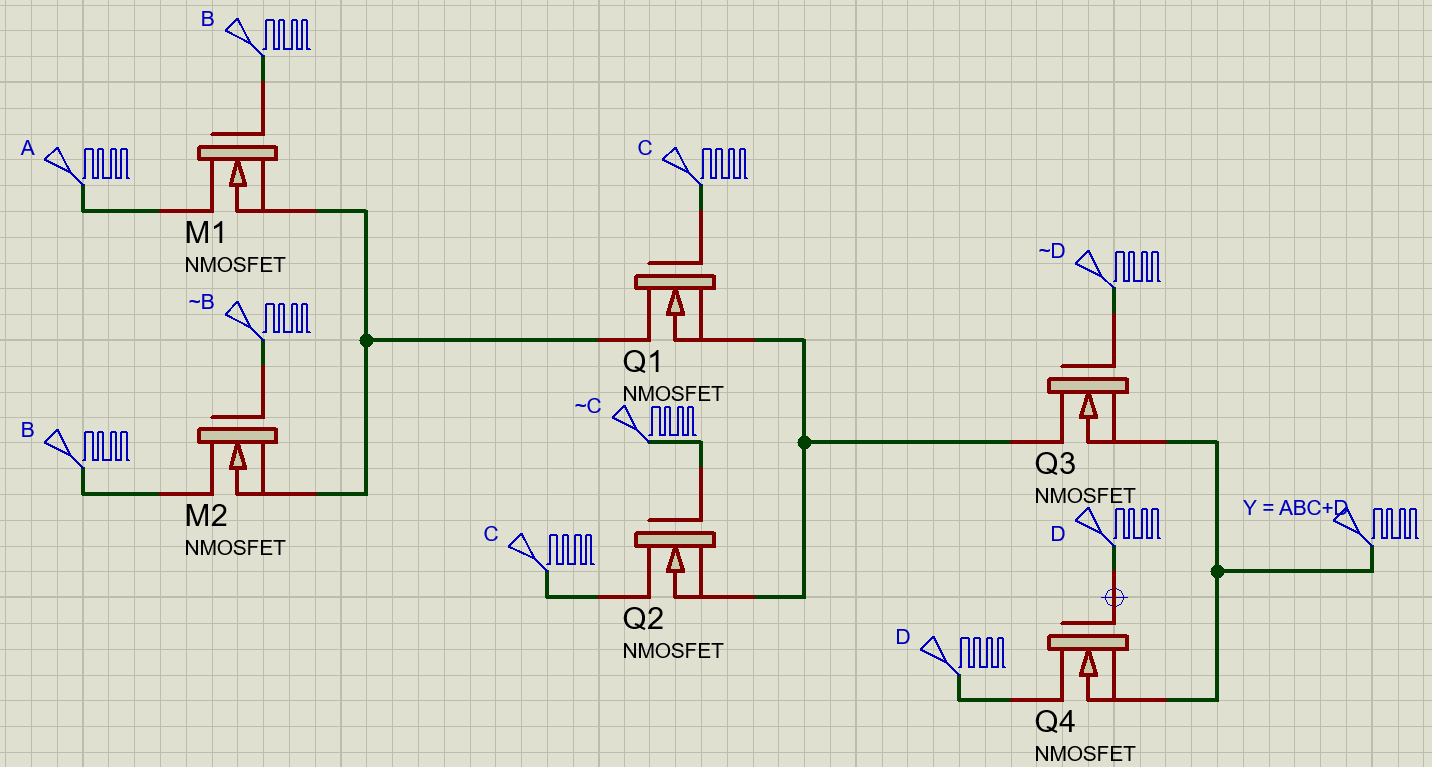 B
A
M1
NMOSFET
~B
B
M2
NMOSFET
C
Q1
NMOSFET
~C
C
Q2
NMOSFET
~D
Q3
NMOSFET
D
Y = ABC+D
D
Q4
NMOSFET